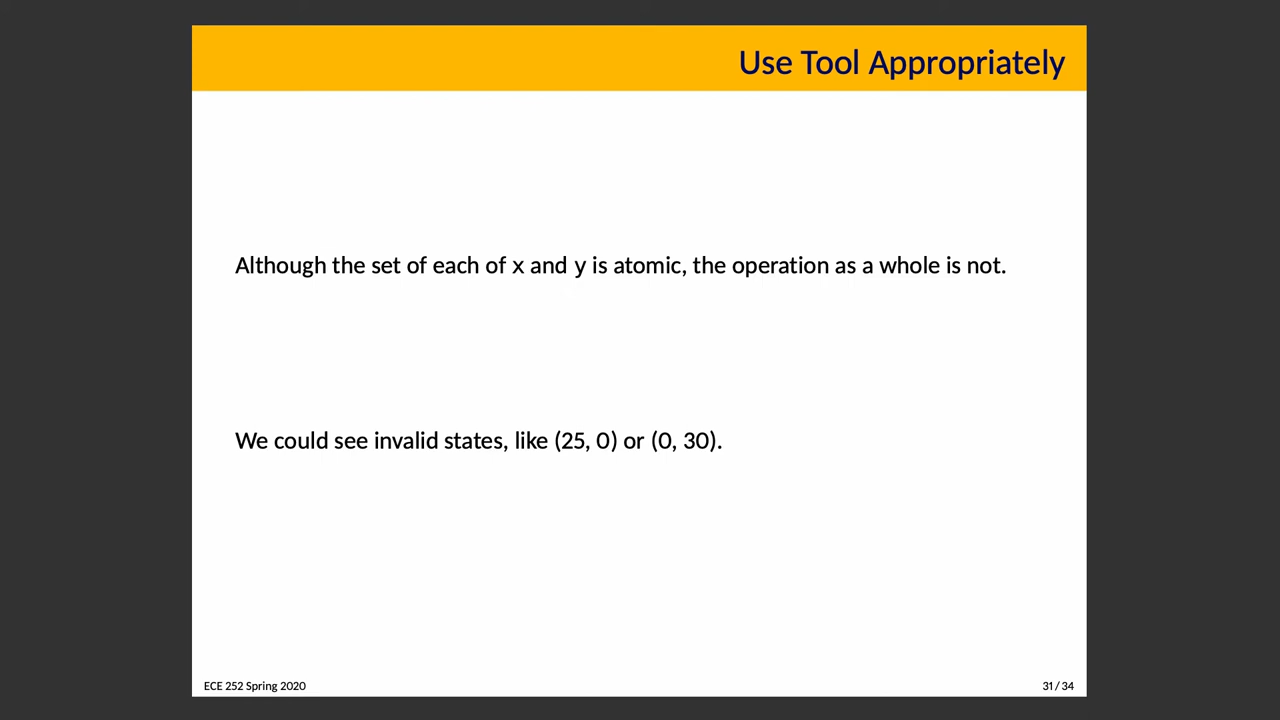 Use Tool Appropriately
Although the set of each of x and y is atomic, the operation as a whole is not.
We could see invalid states, like (25, 0) or (0, 30).
ECE 252 Spring 2020
31 / 34